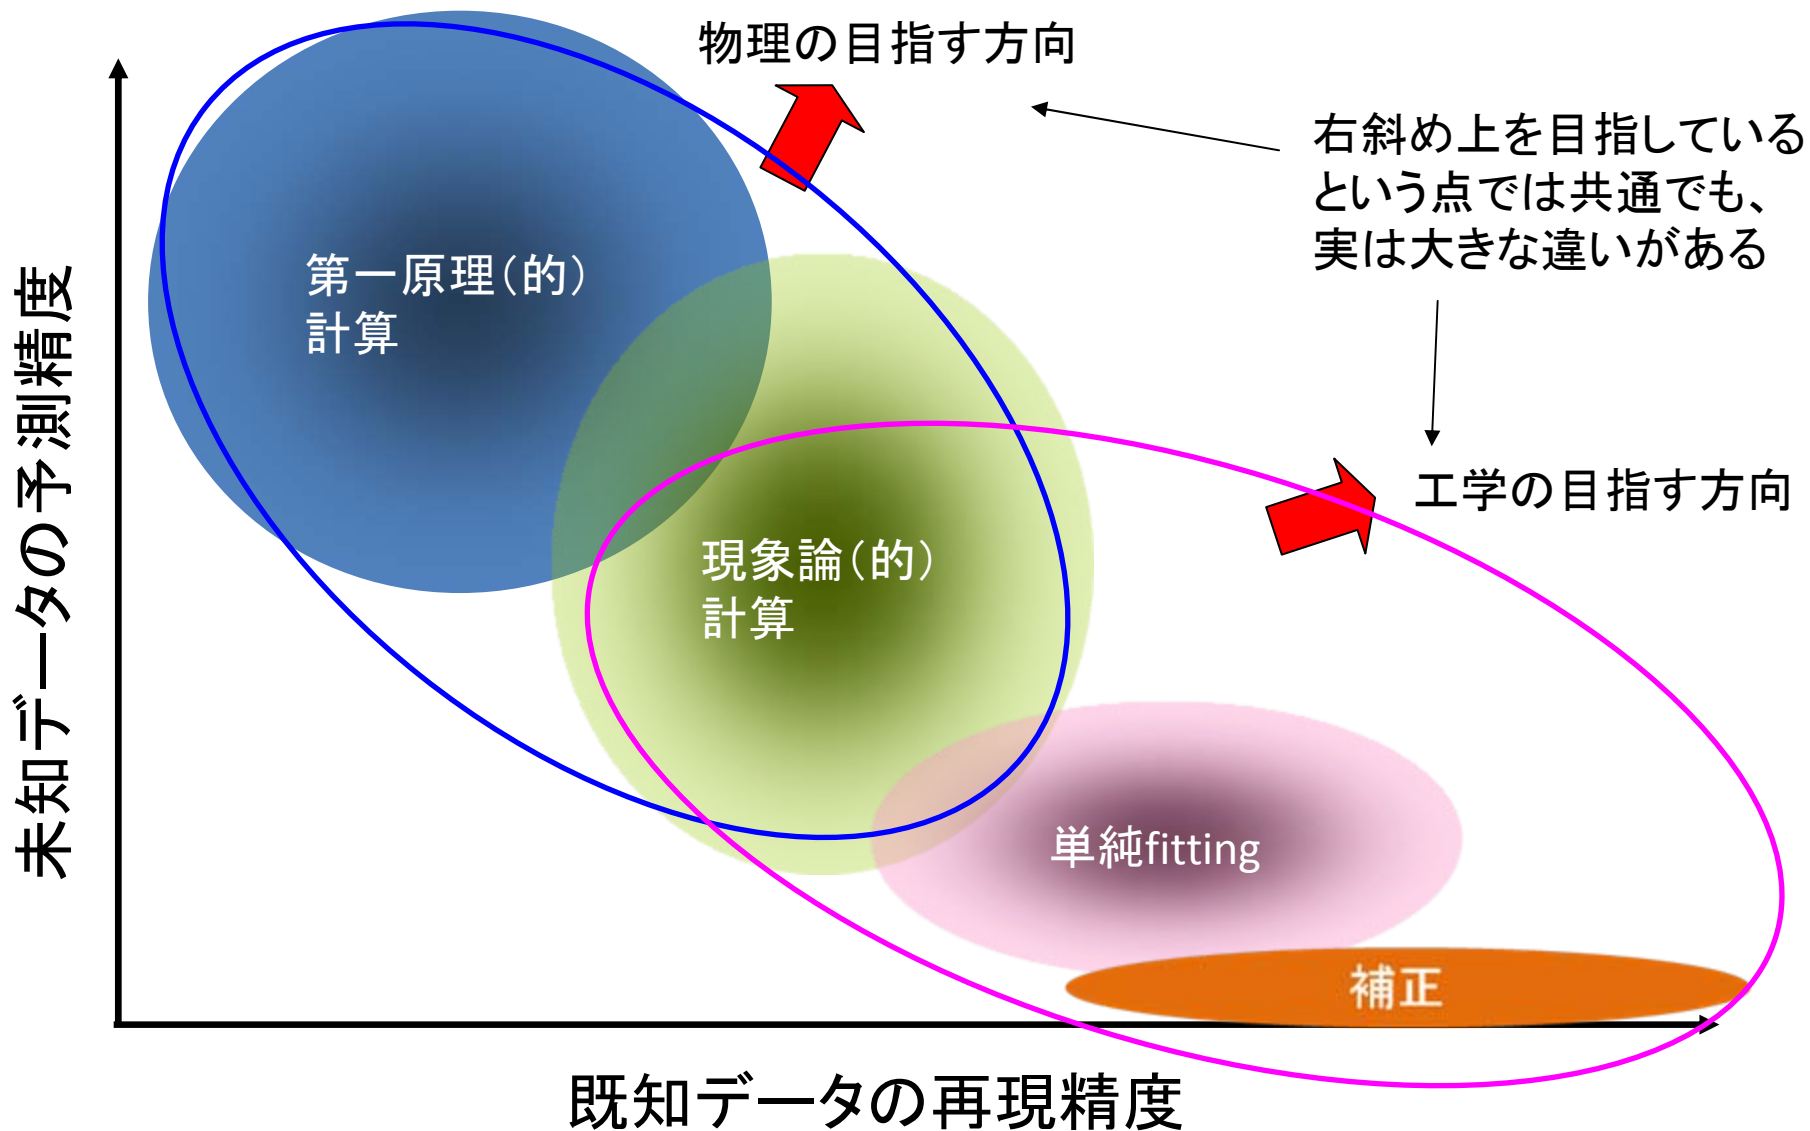 物理の目指す方向
右斜め上を目指している
という点では共通でも、
実は大きな違いがある
第一原理（的）
計算
未知データの予測精度
工学の目指す方向
現象論（的）
計算
単純fitting
補正
既知データの再現精度